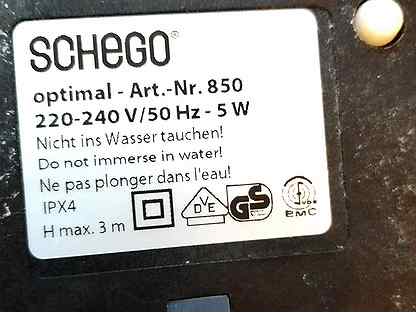 SCHEGO®
optimal - Art.-Nr. 850
220-240 V/50 Hz - 5 W
Nicht ins Wasser tauchen!
Do not immerse in water!
Ne pas plonger dans l'eau!
IPX4
H max. 3 m
DVE
GS
EMC